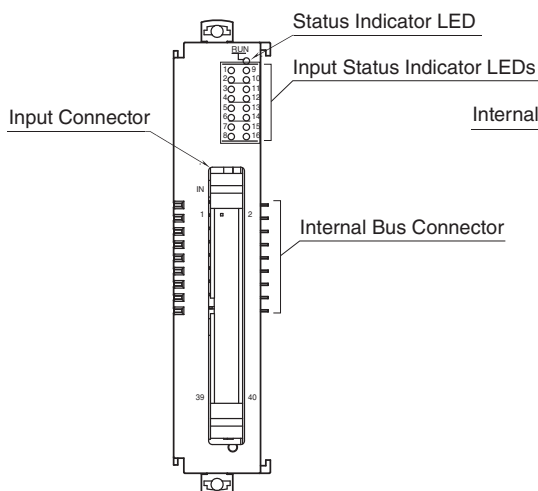 Status Indicator LED
RUN
Input Status Indicator LEDs
1 9
2 10
3 11
4 12
5 13
6 14
7 15
8 16
Input Connector
Internal
IN
1 2
Internal Bus Connector
39 40